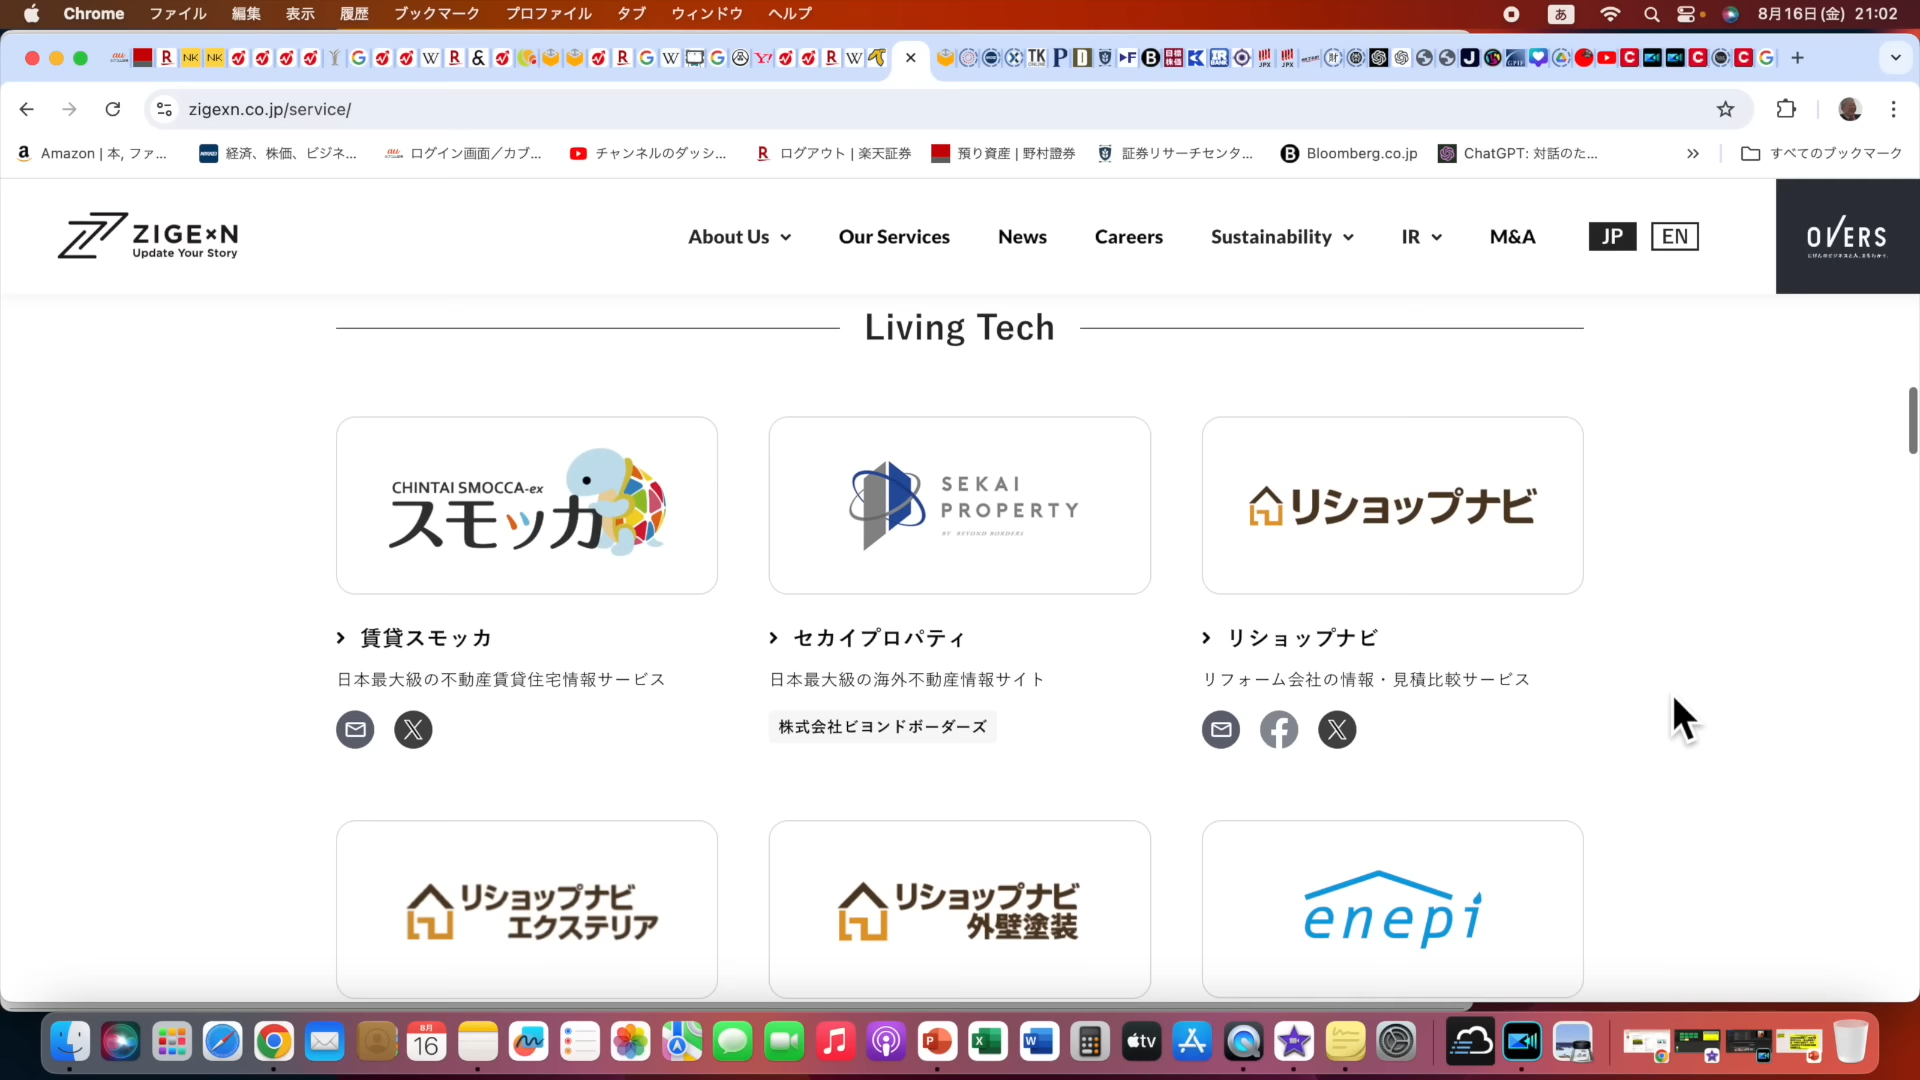 Chrome ファイル 編集 表示 履歴 ブックマーク プロファイル タブ ウィンドウ ヘルプ あ 8月16日(金) 21:02
zigexn.co.jp/service/
Amazon | 本, ファ... 経済、株価、ビジネ... ログイン画面／カブ... チャンネルのダッシ... ログアウト | 楽天証券 預り資産 | 野村證券 証券リサーチセンタ... Bloomberg.co.jp ChatGPT: 対話のた... すべてのブックマーク
ZIGExN
Update Your Story
About Us Our Services News Careers Sustainability IR M&A JP EN
OVERS
Living Tech
CHINTAI SMOCCA-ex
スモッカ
SEKAI
PROPERTY
BY BEYOND BORDERS
リショップナビ
賃貸スモッカ
日本最大級の不動産賃貸住宅情報サービス
セカイプロパティ
日本最大級の海外不動産情報サイト
株式会社ビヨンドボーダーズ
リショップナビ
リフォーム会社の情報・見積比較サービス
リショップナビ
エクステリア
リショップナビ
外壁塗装
enepi
8月
16
tv